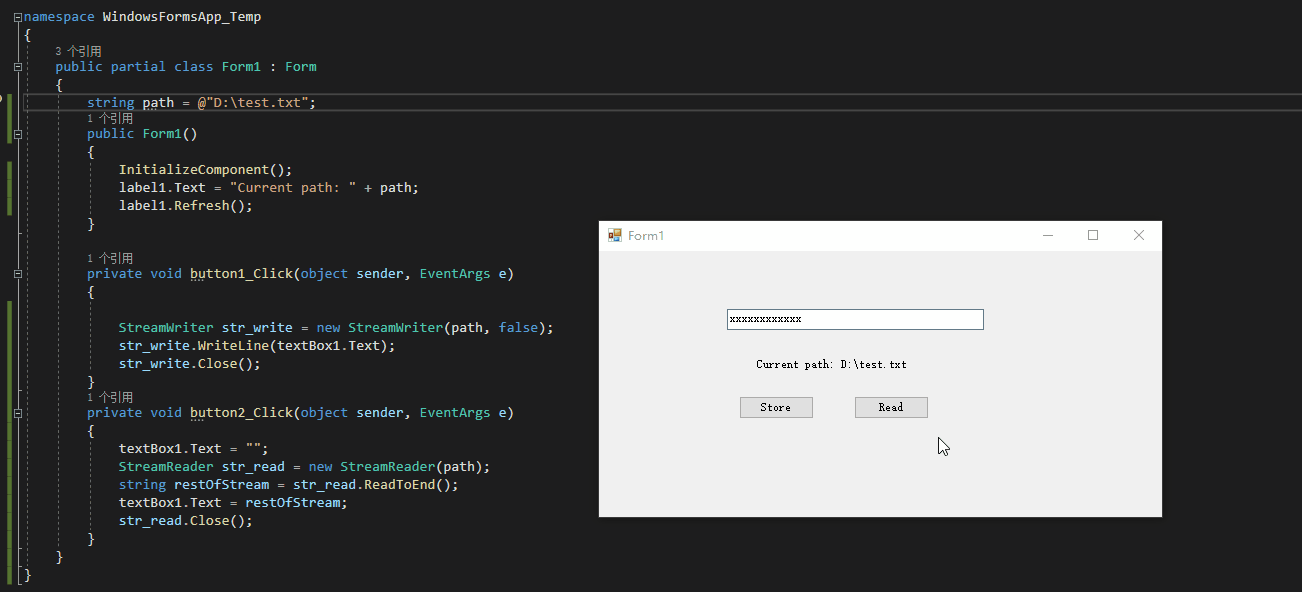 namespace WindowsFormsApp_Temp
{
3 个引用
public partial class Form1 : Form
{
string path = @"D:\test.txt";
1 个引用
public Form1()
{
InitializeComponent();
label1.Text = "Current path: " + path;
label1.Refresh();
}
1 个引用
private void button1_Click(object sender, EventArgs e)
{
StreamWriter str_write = new StreamWriter(path, false);
str_write.WriteLine(textBox1.Text);
str_write.Close();
}
1 个引用
private void button2_Click(object sender, EventArgs e)
{
textBox1.Text = "";
StreamReader str_read = new StreamReader(path);
string restOfStream = str_read.ReadToEnd();
textBox1.Text = restOfStream;
str_read.Close();
}
}
}
Form1
xxxxxxxxxxxx
Current path: D:\test.txt
Store Read